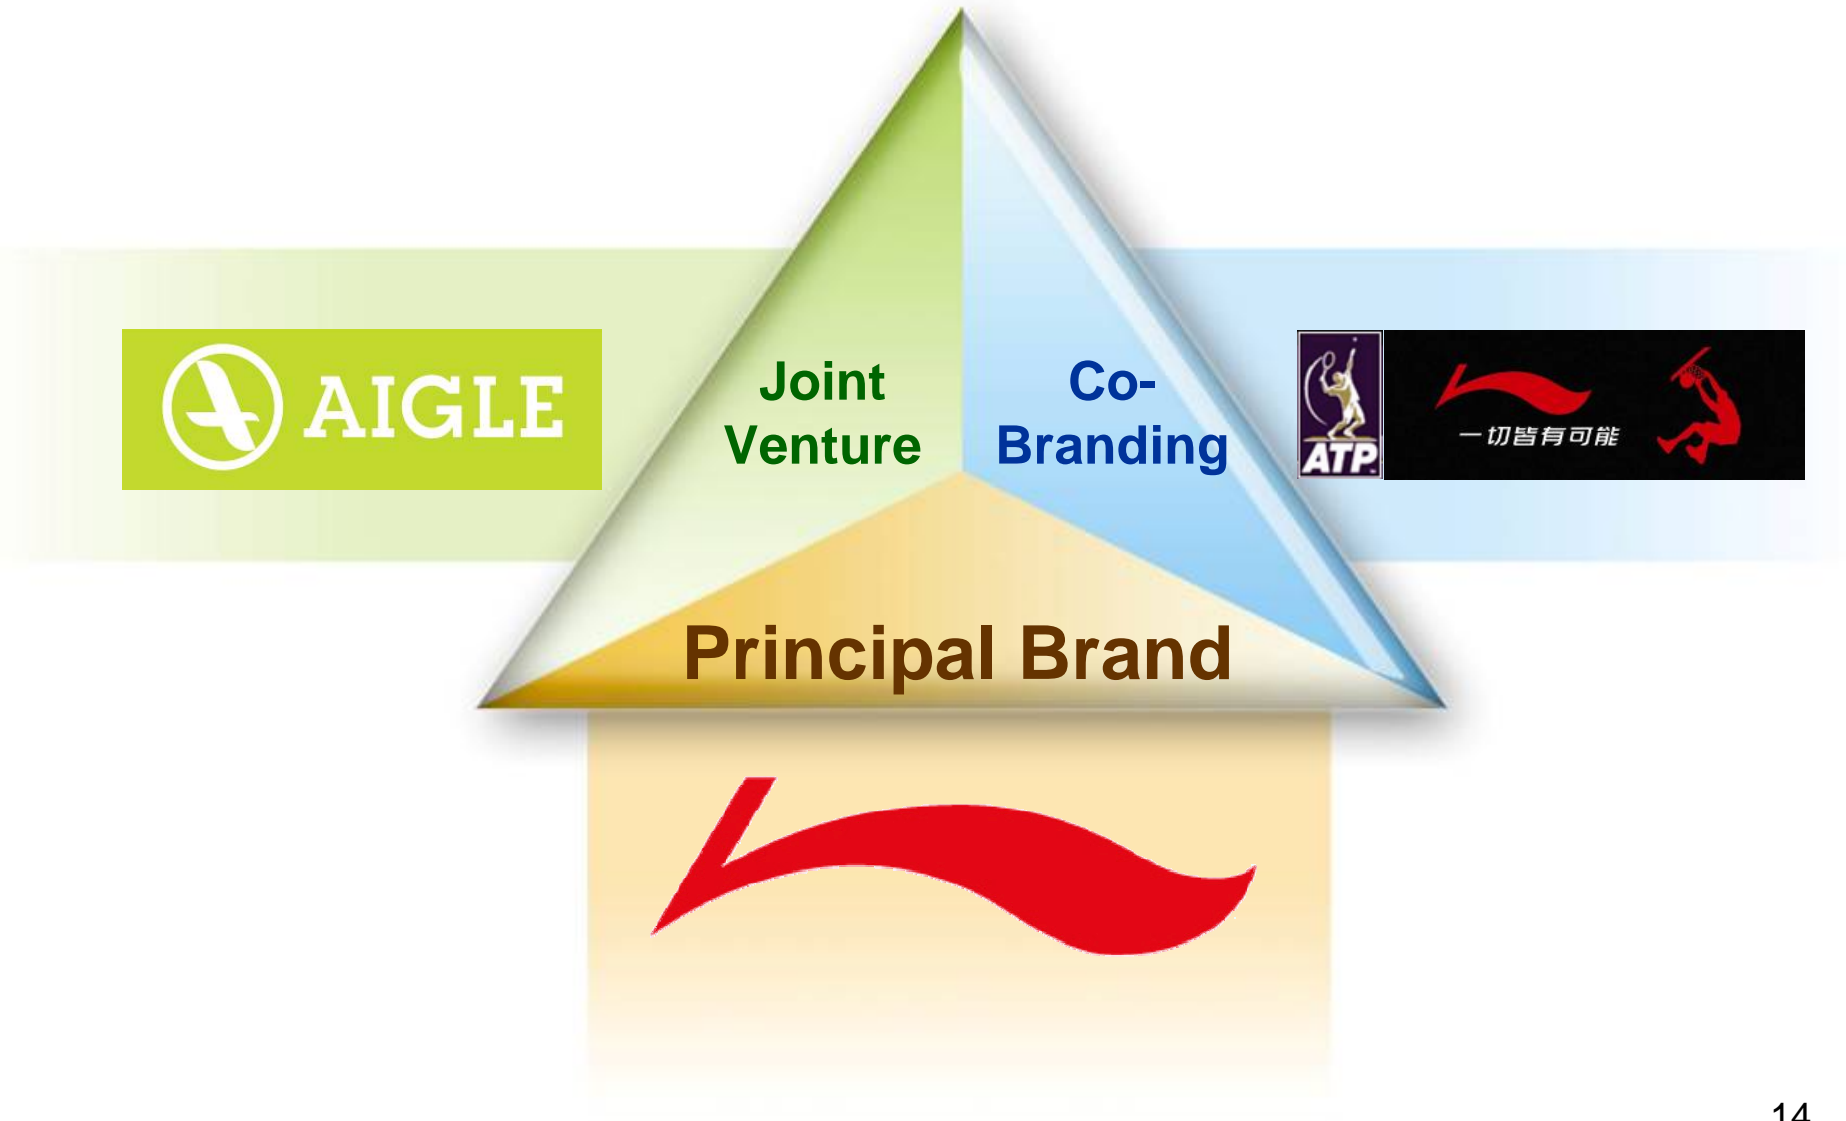 AIGLE
Joint
Venture
Co-
Branding
ATP
一切皆有可能
Principal Brand
14